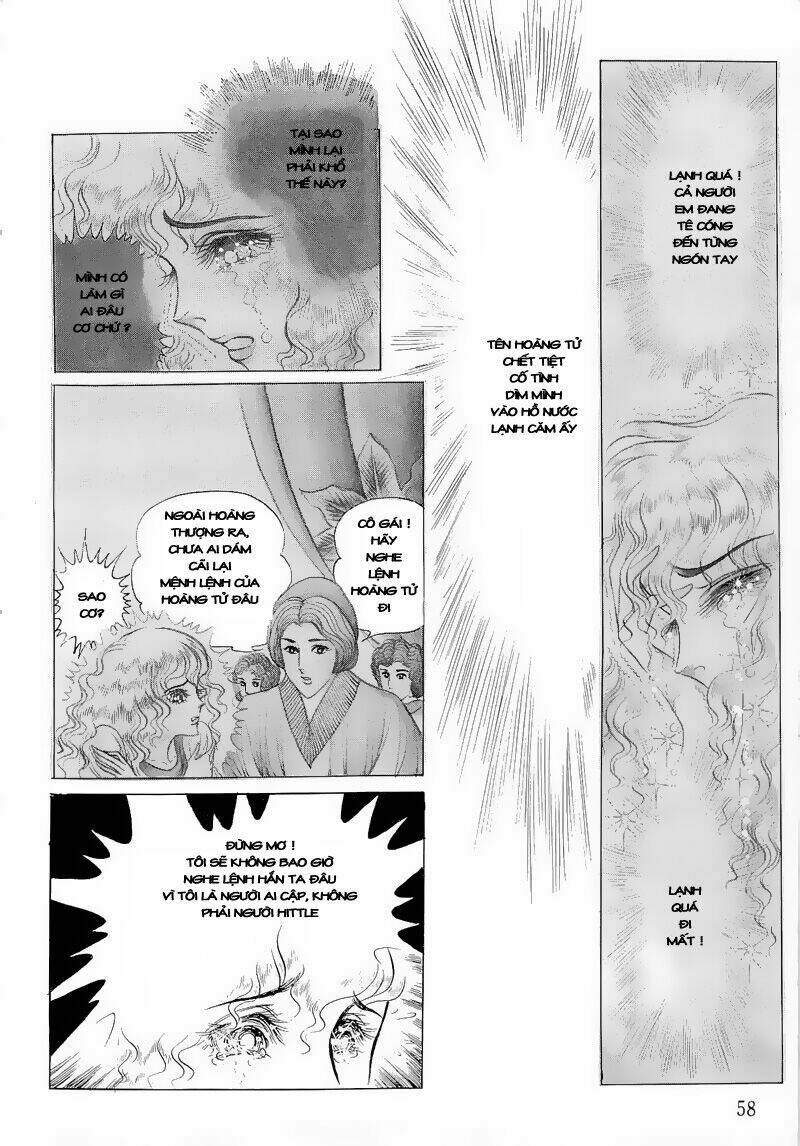 LẠNH QUÁ !
CẢ NGƯỜI
EM ĐANG
TÊ CÓNG
ĐẾN TỪNG
NGÓN TAY
LẠNH
QUÁ
ĐI
MẤT !
TÊN HOÀNG TỬ
CHẾT TIỆT
CỐ TÌNH
DÌM MÌNH
VÀO HỒ NƯỚC
LẠNH CĂM ẤY
TẠI SAO
MÌNH LẠI
PHẢI KHỔ
THẾ NÀY?
MÌNH CÓ
LÀM GÌ
AI ĐÂU
CƠ CHỨ ?
CÔ GÁI !
HÃY
NGHE
LỆNH
HOÀNG TỬ
ĐI
NGOÀI HOÀNG
THƯỢNG RA,
CHƯA AI DÁM
CÃI LẠI
MỆNH LỆNH CỦA
HOÀNG TỬ ĐÂU
SAO
CƠ?
ĐỪNG MƠ !
TÔI SẼ KHÔNG BAO GIỜ
NGHE LỆNH HẮN TA ĐÂU
VÌ TÔI LÀ NGƯỜI AI CẬP, KHÔNG
PHẢI NGƯỜI HITTLE
58